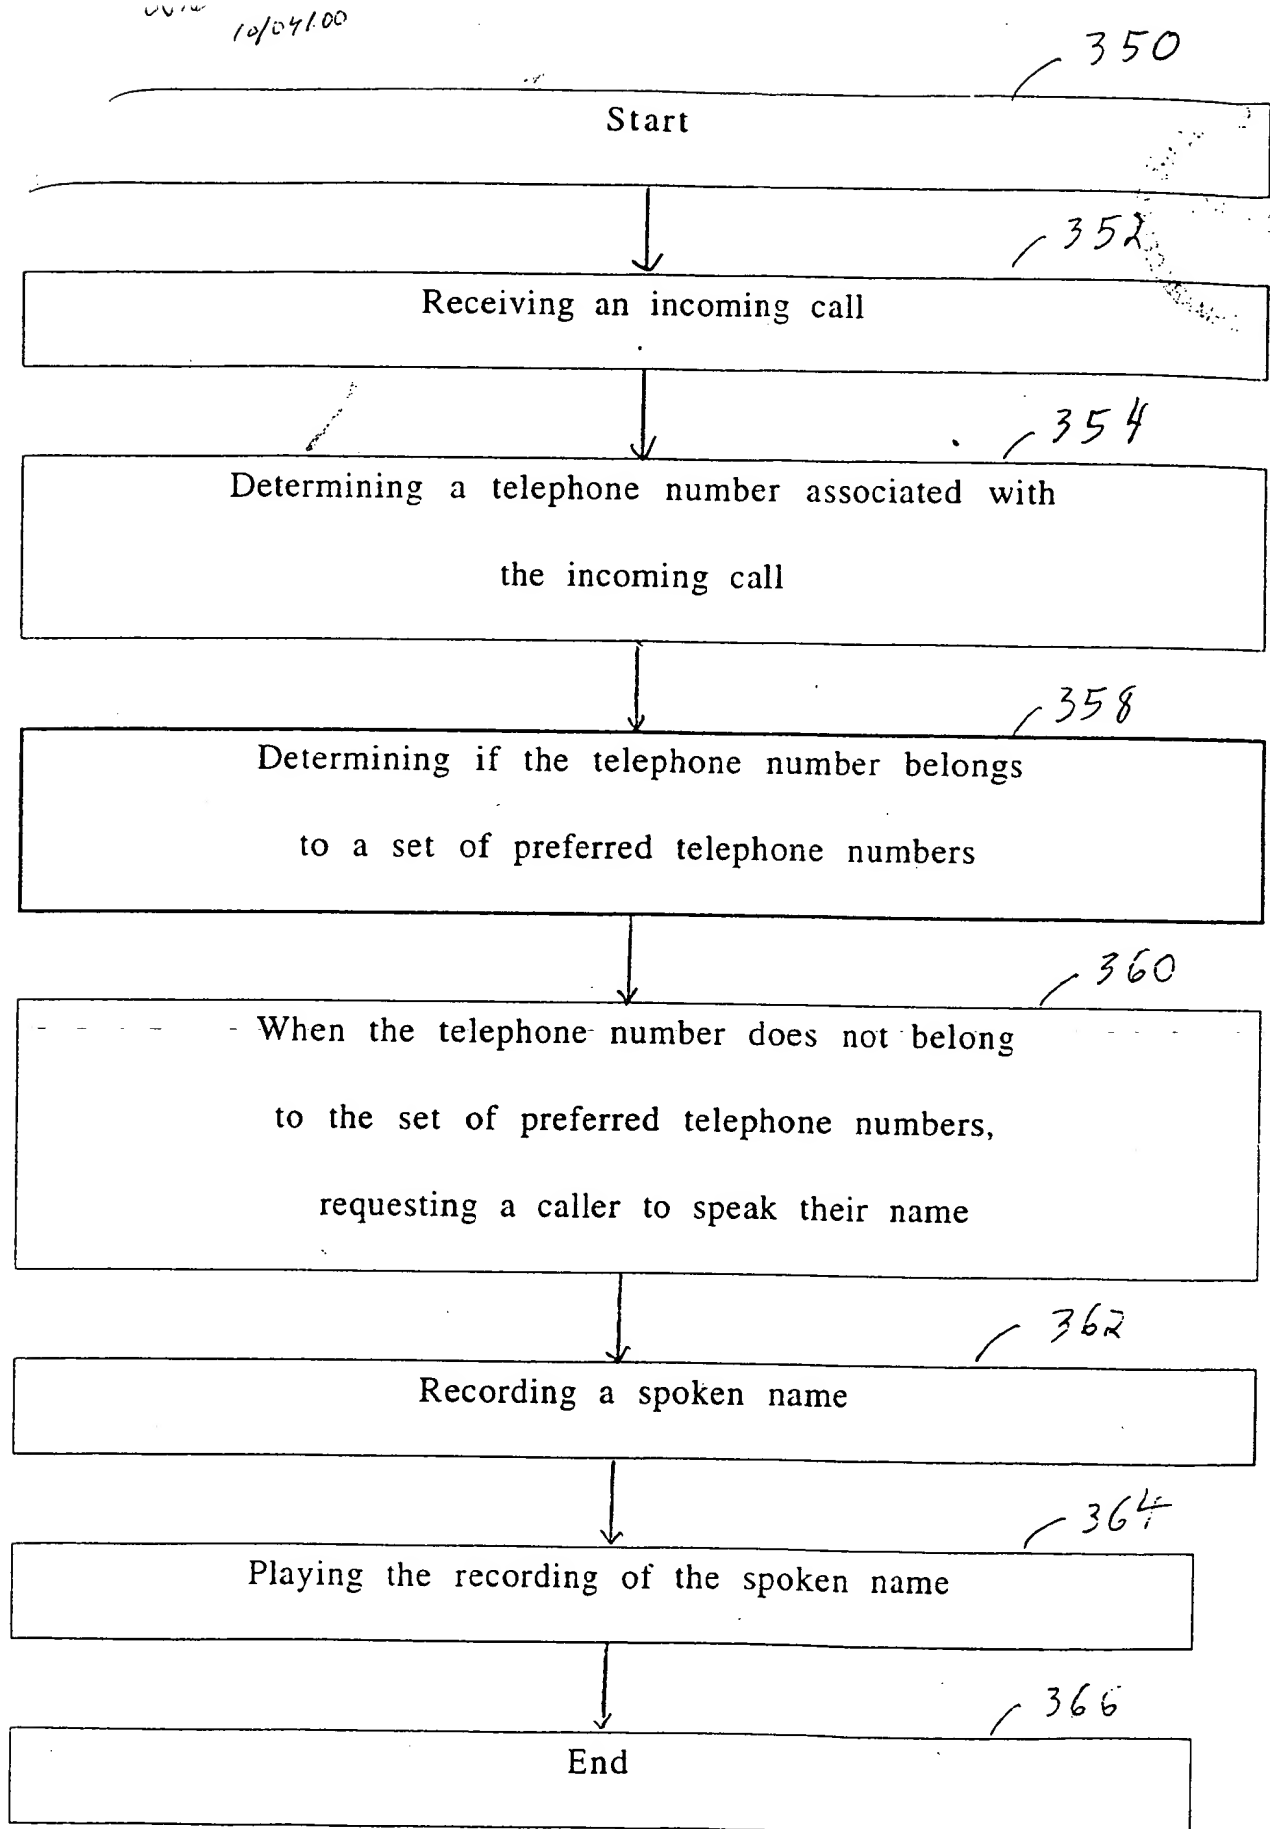 10/04/00
350
Start
352
Receiving an incoming call
354
Determining a telephone number associated with
the incoming call
358
Determining if the telephone number belongs
to a set of preferred telephone numbers
360
When the telephone number does not belong
to the set of preferred telephone numbers,
requesting a caller to speak their name
362
Recording a spoken name
364
Playing the recording of the spoken name
366
End